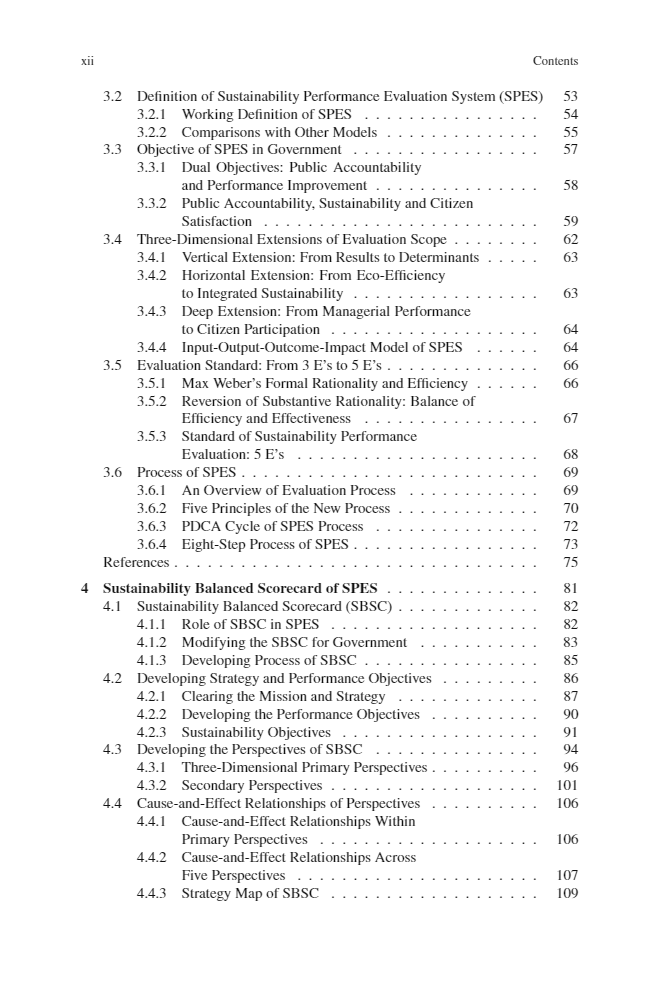 xii Contents
3.2 Definition of Sustainability Performance Evaluation System (SPES) 53
3.2.1 Working Definition of SPES . . . . . . . . . . . . . . . . 54
3.2.2 Comparisons with Other Models . . . . . . . . . . . . . . 55
3.3 Objective of SPES in Government . . . . . . . . . . . . . . . . . 57
3.3.1 Dual Objectives: Public Accountability
and Performance Improvement . . . . . . . . . . . . . . . 58
3.3.2 Public Accountability, Sustainability and Citizen
Satisfaction . . . . . . . . . . . . . . . . . . . . . . . . . 59
3.4 Three-Dimensional Extensions of Evaluation Scope . . . . . . . . 62
3.4.1 Vertical Extension: From Results to Determinants . . . . . 63
3.4.2 Horizontal Extension: From Eco-Efficiency
to Integrated Sustainability . . . . . . . . . . . . . . . . . 63
3.4.3 Deep Extension: From Managerial Performance
to Citizen Participation . . . . . . . . . . . . . . . . . . . 64
3.4.4 Input-Output-Outcome-Impact Model of SPES . . . . . . 64
3.5 Evaluation Standard: From 3 E's to 5 E's . . . . . . . . . . . . . . 66
3.5.1 Max Weber's Formal Rationality and Efficiency . . . . . . 66
3.5.2 Reversion of Substantive Rationality: Balance of
Efficiency and Effectiveness . . . . . . . . . . . . . . . . 67
3.5.3 Standard of Sustainability Performance
Evaluation: 5 E's . . . . . . . . . . . . . . . . . . . . . . 68
3.6 Process of SPES . . . . . . . . . . . . . . . . . . . . . . . . . . . 69
3.6.1 An Overview of Evaluation Process . . . . . . . . . . . . 69
3.6.2 Five Principles of the New Process . . . . . . . . . . . . . 70
3.6.3 PDCA Cycle of SPES Process . . . . . . . . . . . . . . . 72
3.6.4 Eight-Step Process of SPES . . . . . . . . . . . . . . . . . 73
References . . . . . . . . . . . . . . . . . . . . . . . . . . . . . . . . . 75
4 Sustainability Balanced Scorecard of SPES . . . . . . . . . . . . . . 81
4.1 Sustainability Balanced Scorecard (SBSC) . . . . . . . . . . . . . 82
4.1.1 Role of SBSC in SPES . . . . . . . . . . . . . . . . . . . 82
4.1.2 Modifying the SBSC for Government . . . . . . . . . . . 83
4.1.3 Developing Process of SBSC . . . . . . . . . . . . . . . . 85
4.2 Developing Strategy and Performance Objectives . . . . . . . . . 86
4.2.1 Clearing the Mission and Strategy . . . . . . . . . . . . . 87
4.2.2 Developing the Performance Objectives . . . . . . . . . . 90
4.2.3 Sustainability Objectives . . . . . . . . . . . . . . . . . . 91
4.3 Developing the Perspectives of SBSC . . . . . . . . . . . . . . . 94
4.3.1 Three-Dimensional Primary Perspectives . . . . . . . . . . 96
4.3.2 Secondary Perspectives . . . . . . . . . . . . . . . . . . . 101
4.4 Cause-and-Effect Relationships of Perspectives . . . . . . . . . . 106
4.4.1 Cause-and-Effect Relationships Within
Primary Perspectives . . . . . . . . . . . . . . . . . . . . 106
4.4.2 Cause-and-Effect Relationships Across
Five Perspectives . . . . . . . . . . . . . . . . . . . . . . 107
4.4.3 Strategy Map of SBSC . . . . . . . . . . . . . . . . . . . 109